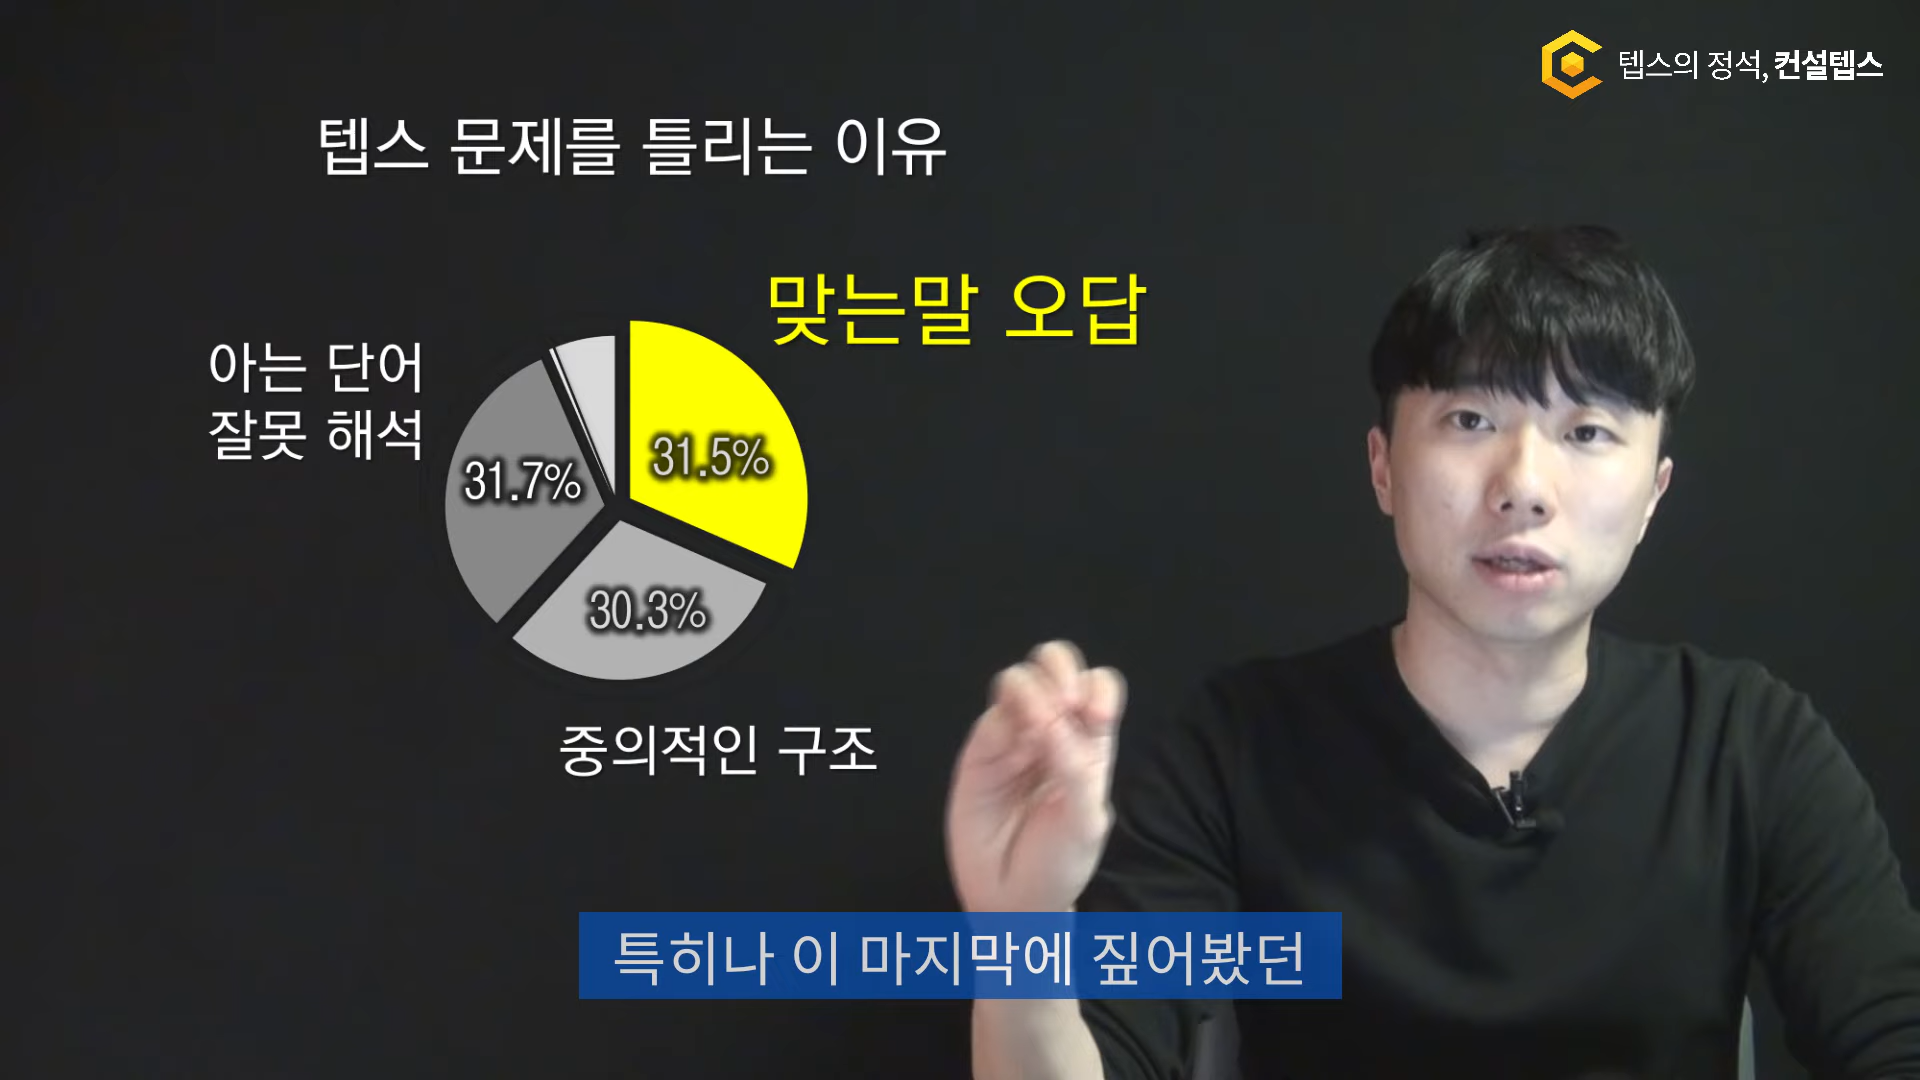 텝스의 정석, 컨설텝스
텝스 문제를 틀리는 이유
맞는말 오답
아는 단어
잘못 해석
31.5%
31.7%
30.3%
중의적인 구조
특히나 이 마지막에 짚어봤던